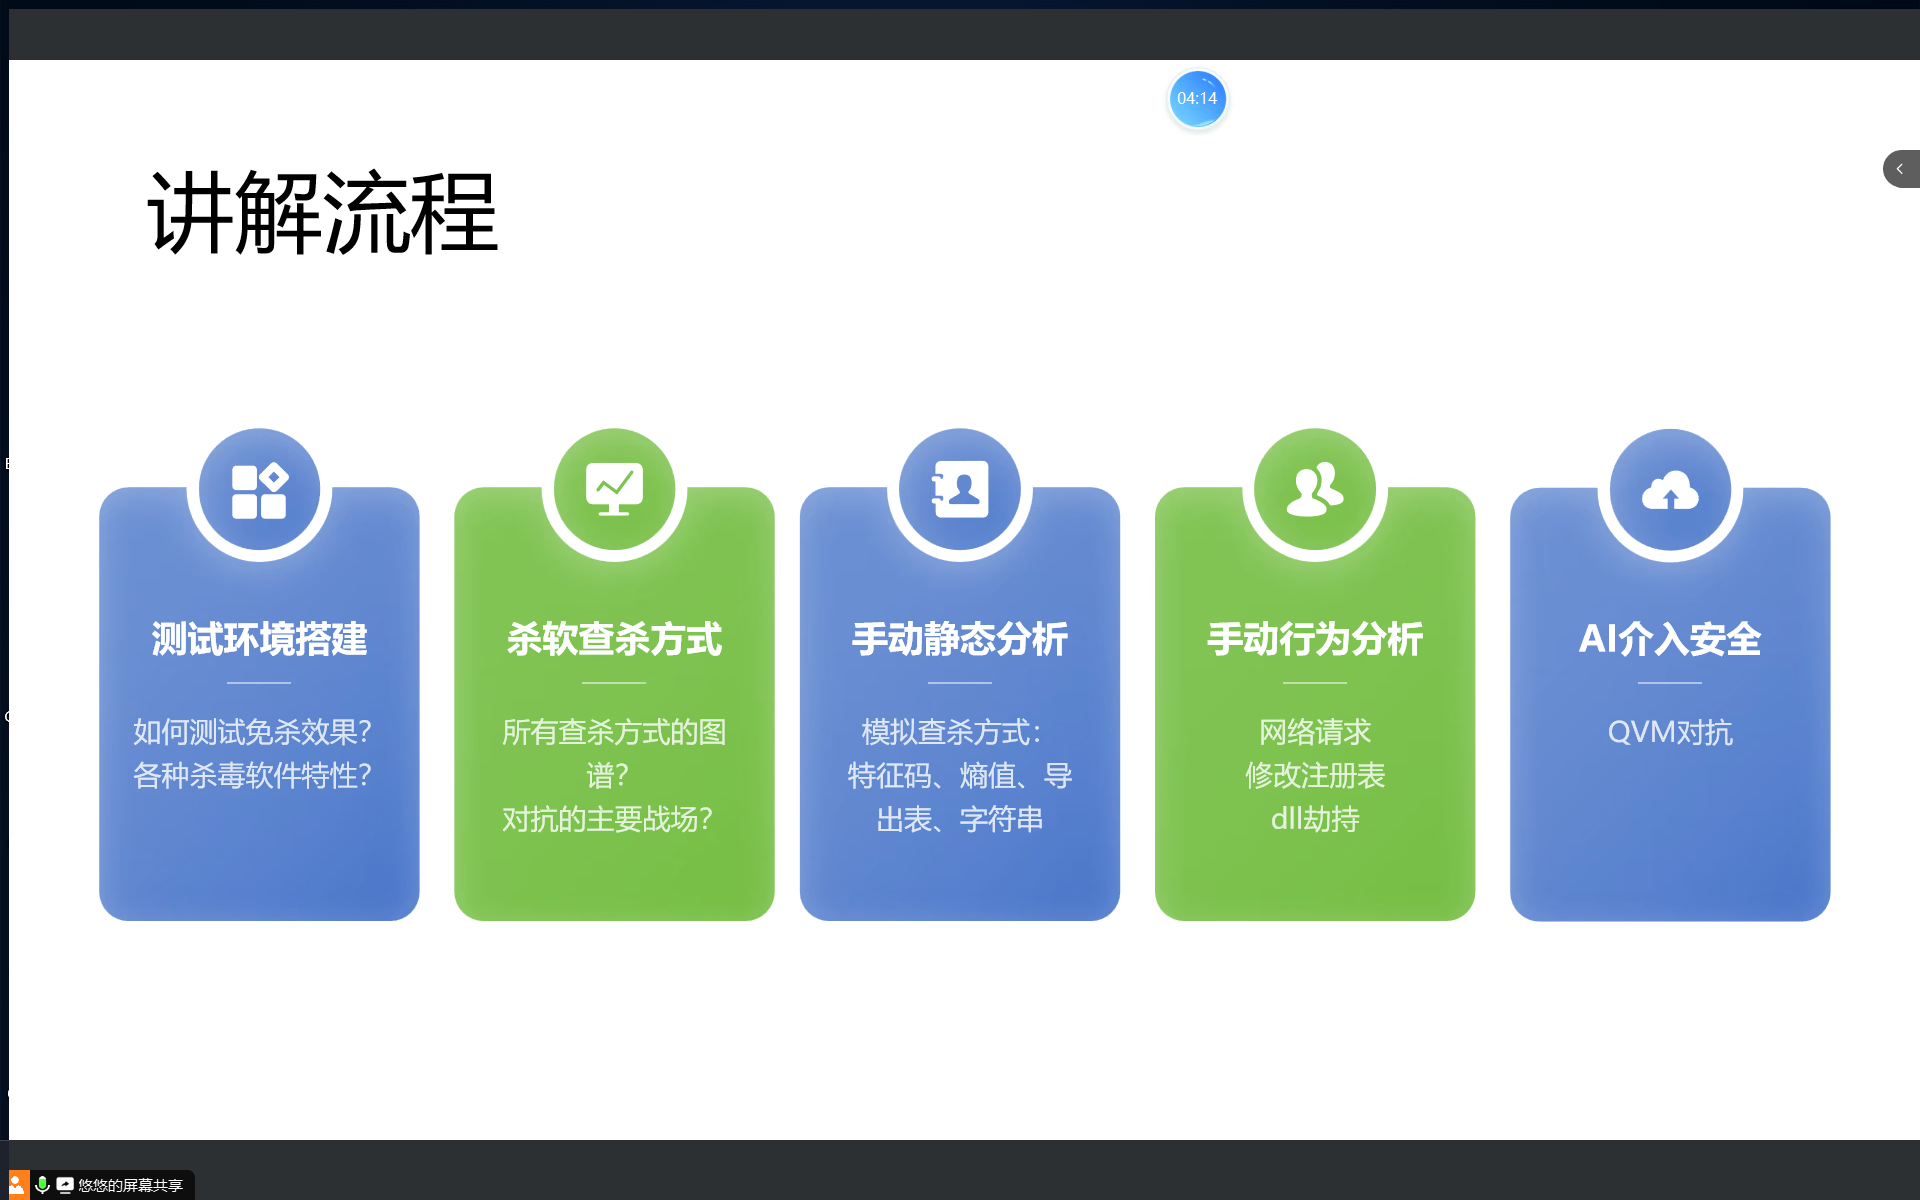 04:14
讲解流程
测试环境搭建
如何测试免杀效果？
各种杀毒软件特性？
杀软查杀方式
所有查杀方式的图
谱？
对抗的主要战场？
手动静态分析
模拟查杀方式：
特征码、熵值、导
出表、字符串
手动行为分析
网络请求
修改注册表
dll劫持
AI介入安全
QVM对抗
悠悠的屏幕共享